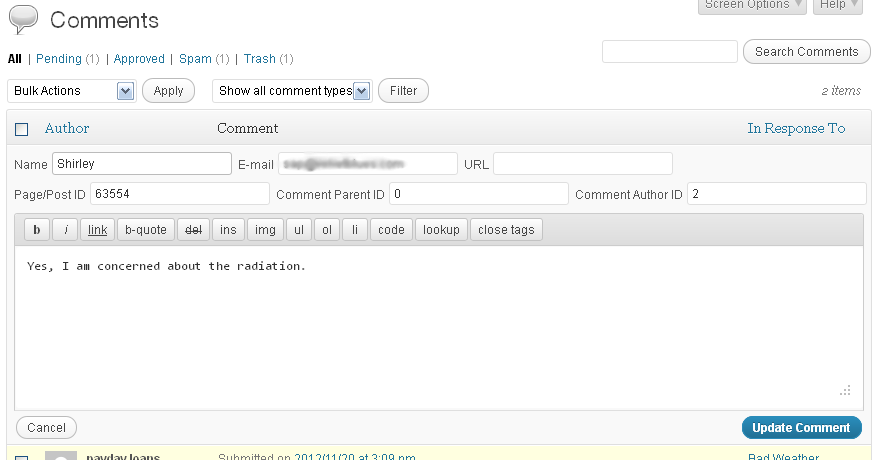 Screen Options Help
Comments
All | Pending (1) | Approved | Spam (1) | Trash (1)
Search Comments
Bulk Actions Apply Show all comment types Filter 2 items
Author Comment In Response To
Name Shirley E-mail URL
Page/Post ID 63554 Comment Parent ID 0 Comment Author ID 2
b i link b-quote del ins img ul ol li code lookup close tags
Yes, I am concerned about the radiation.
Cancel Update Comment
payday loans Submitted on 2012/11/20 at 3:09 pm Bad Weather